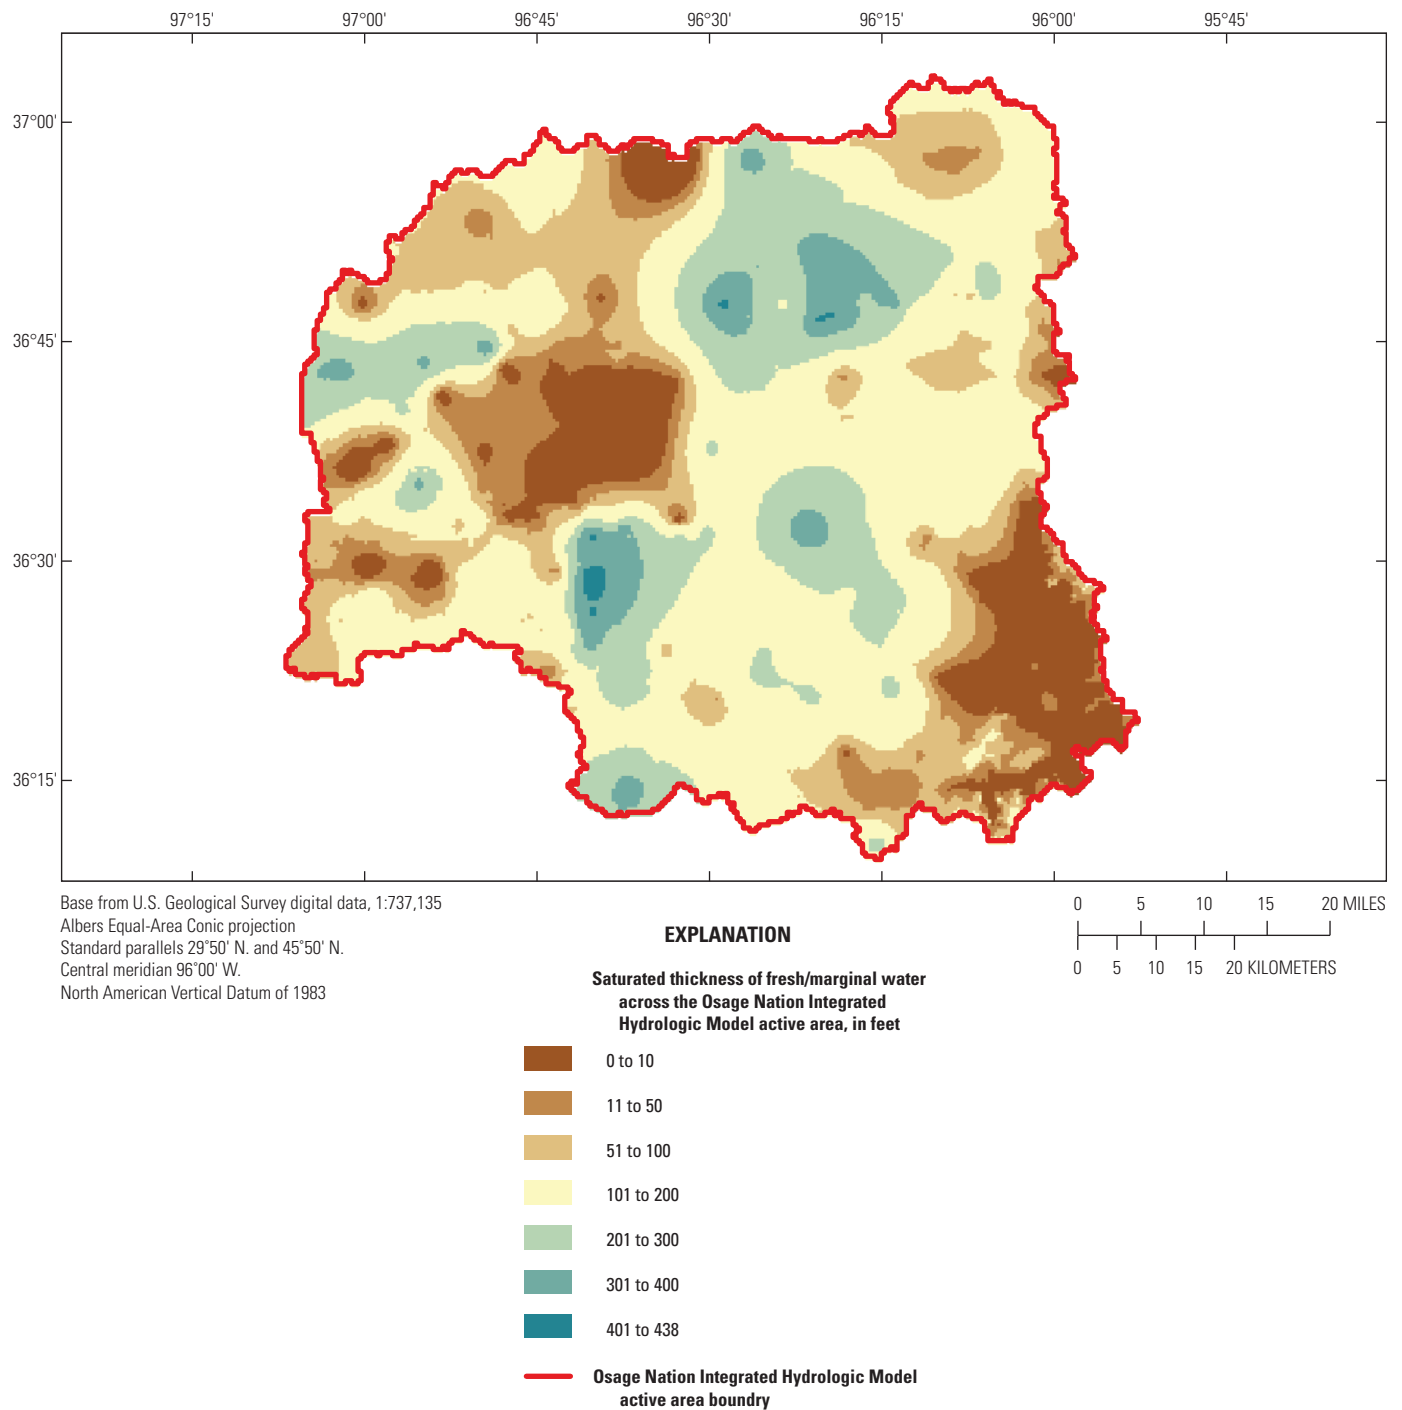 97°15'
97°00'
96°45'
96°30'
96°15'
96°00'
95°45'
37°00'
36°45'
36°30'
36°15'
Base from U.S. Geological Survey digital data, 1:737,135
Albers Equal-Area Conic projection
Standard parallels 29°50' N. and 45°50' N.
Central meridian 96°00' W.
North American Vertical Datum of 1983
0 5 10 15 20 MILES
0 5 10 15 20 KILOMETERS
EXPLANATION
Saturated thickness of fresh/marginal water
across the Osage Nation Integrated
Hydrologic Model active area, in feet
0 to 10
11 to 50
51 to 100
101 to 200
201 to 300
301 to 400
401 to 438
Osage Nation Integrated Hydrologic Model
active area boundry